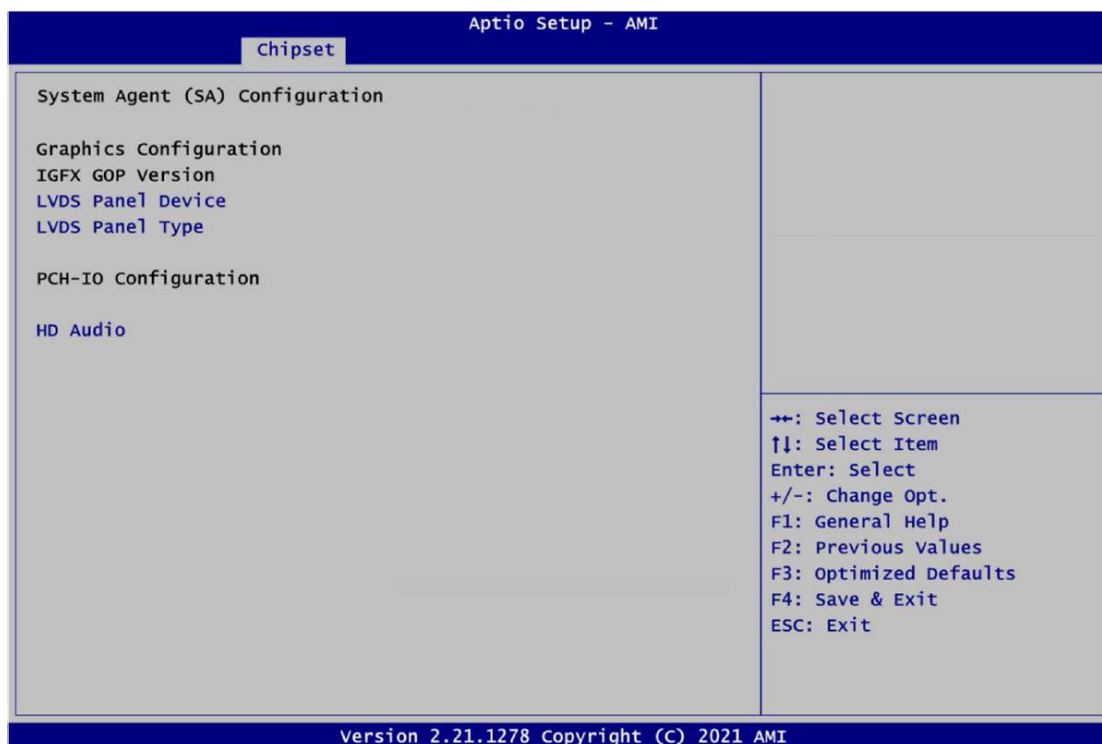 Aptio Setup – AMI
Chipset
System Agent (SA) Configuration
Graphics Configuration
IGFX GOP Version
LVDS Panel Device
LVDS Panel Type
PCH-IO Configuration
HD Audio
→←: Select Screen
↑↓: Select Item
Enter: Select
+/-: Change Opt.
F1: General Help
F2: Previous Values
F3: Optimized Defaults
F4: Save & Exit
ESC: Exit
Version 2.21.1278 Copyright (C) 2021 AMI